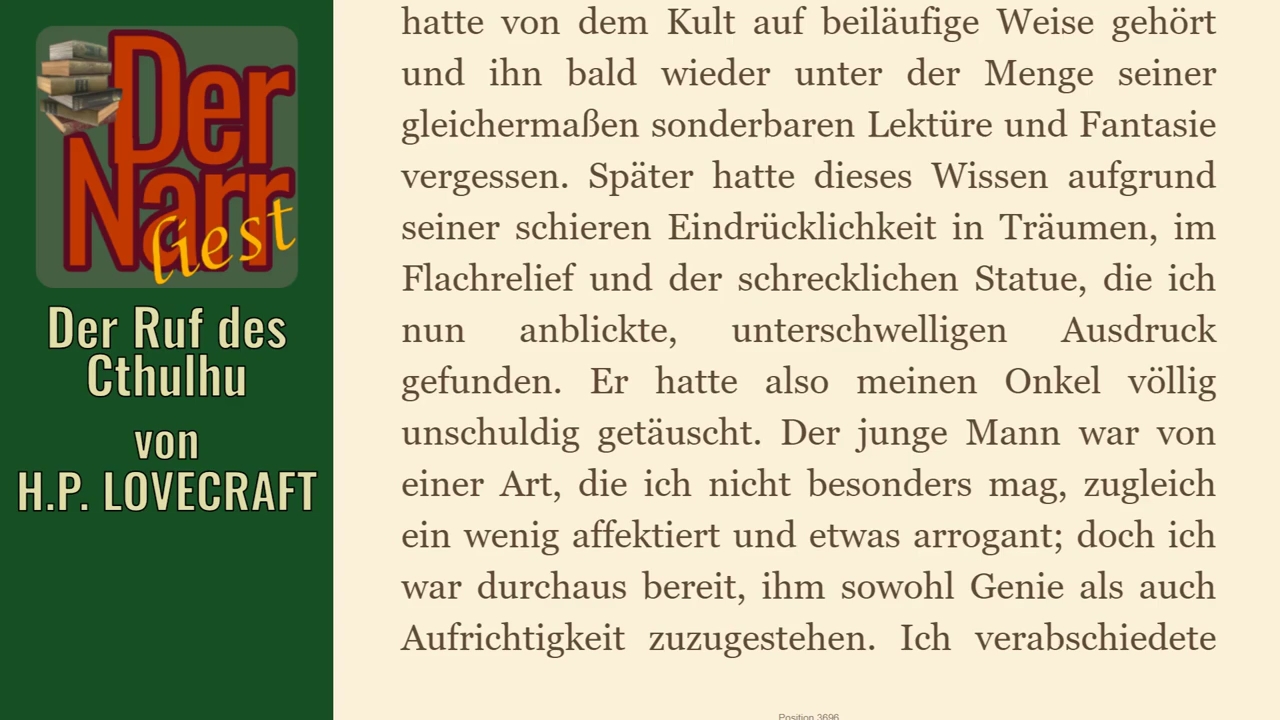 Der
Narr
liest
Der Ruf des
Cthulhu
von
H.P. LOVECRAFT
hatte von dem Kult auf beiläufige Weise gehört
und ihn bald wieder unter der Menge seiner
gleichermaßen sonderbaren Lektüre und Fantasie
vergessen. Später hatte dieses Wissen aufgrund
seiner schieren Eindrücklichkeit in Träumen, im
Flachrelief und der schrecklichen Statue, die ich
nun anblickte, unterschwelligen Ausdruck
gefunden. Er hatte also meinen Onkel völlig
unschuldig getäuscht. Der junge Mann war von
einer Art, die ich nicht besonders mag, zugleich
ein wenig affektiert und etwas arrogant; doch ich
war durchaus bereit, ihm sowohl Genie als auch
Aufrichtigkeit zuzugestehen. Ich verabschiedete
Position 3696